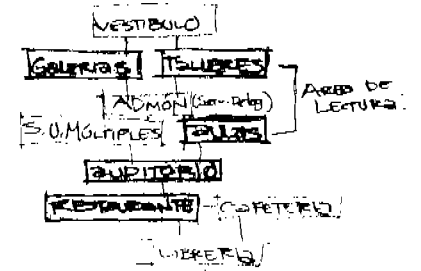 VESTIBULO
GALERIAS TALLERES
AREA DE
LECTURA.
ADMON
S.U.MULTIPLES AULAS
AUDITORIO
RESTAURANTE CAFETERIA
LIBRERIA